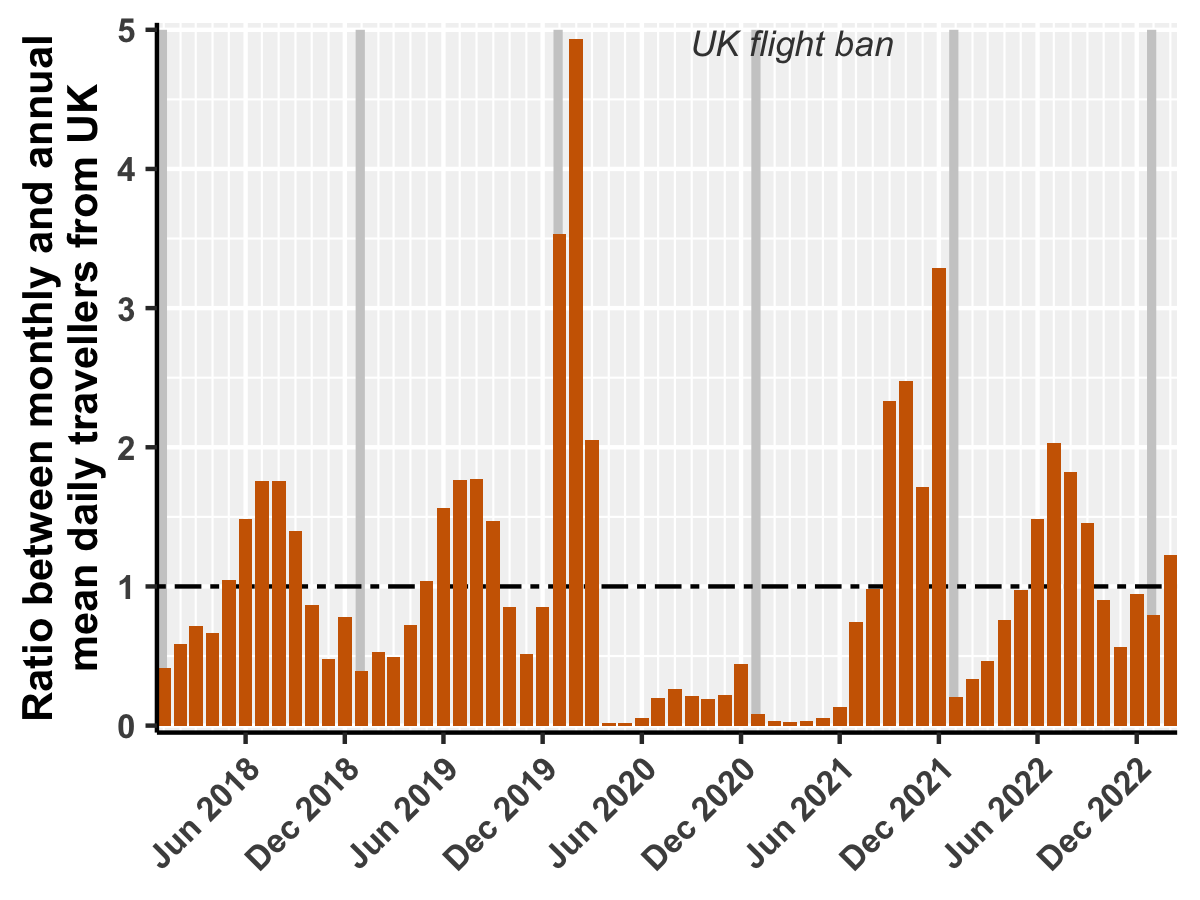 Ratio between monthly and annual
mean daily travellers from UK
5
4
3
2
1
0
UK flight ban
Jun 2018
Dec 2018
Jun 2019
Dec 2019
Jun 2020
Dec 2020
Jun 2021
Dec 2021
Jun 2022
Dec 2022